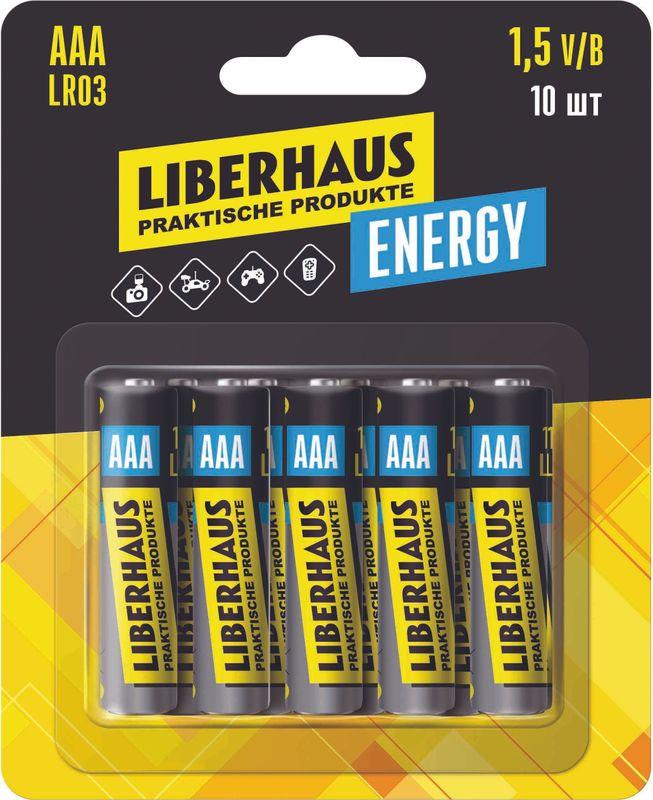 AAA
LR03
1,5 V/B
10 шт
LIBERHAUS
PRAKTISCHE PRODUKTE
ENERGY
AAA
AAA
AAA
AAA
AAA
LIBERHAUS
PRAKTISCHE PRODUKTE
LIBERHAUS
PRAKTISCHE PRODUKTE
LIBERHAUS
PRAKTISCHE PRODUKTE
LIBERHAUS
PRAKTISCHE PRODUKTE
LIBERHAUS
PRAKTISCHE PRODUKTE